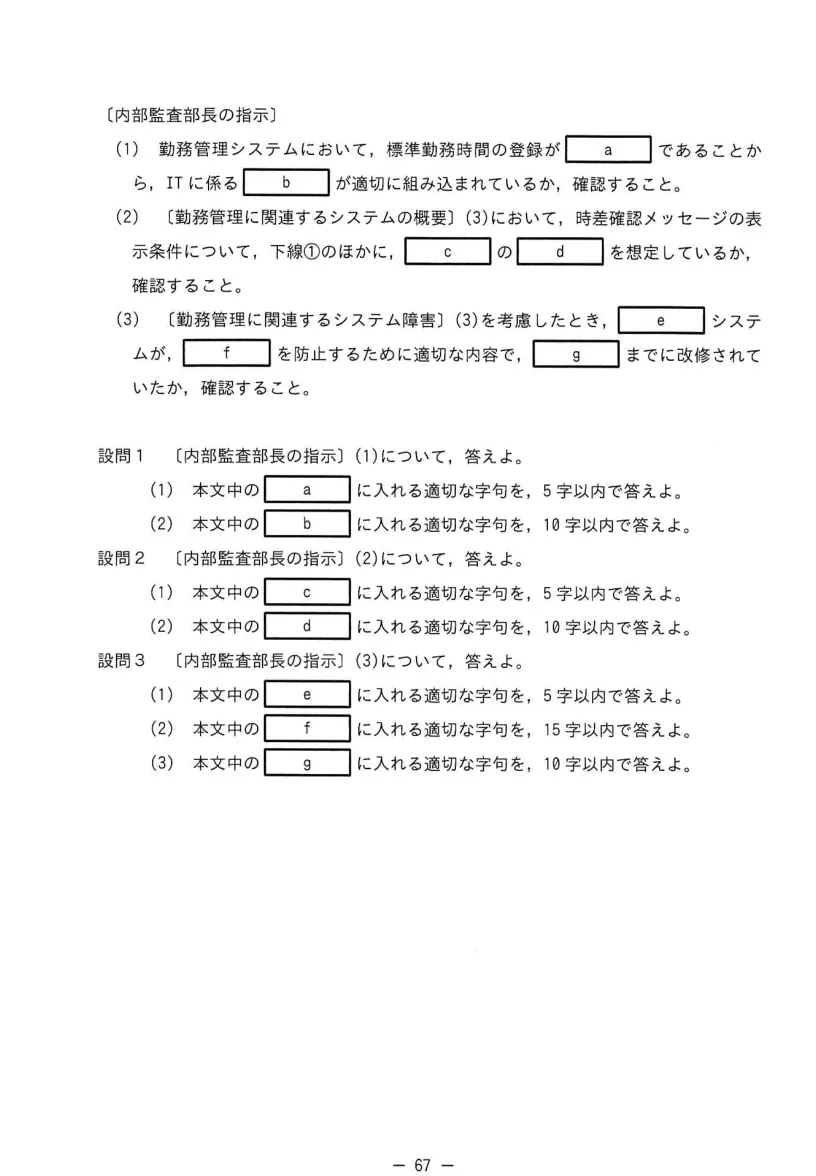 〔内部監査部長の指示〕
(1) 勤務管理システムにおいて，標準勤務時間の登録が a であることか
ら，ITに係る b が適切に組み込まれているか，確認すること。
(2) 〔勤務管理に関連するシステムの概要〕(3)において，時差確認メッセージの表
示条件について，下線①のほかに， c の d を想定しているか，
確認すること。
(3) 〔勤務管理に関連するシステム障害〕(3)を考慮したとき， e システ
ムが， f を防止するために適切な内容で， g までに改修されて
いたか，確認すること。
設問1 〔内部監査部長の指示〕(1)について，答えよ。
(1) 本文中の a に入れる適切な字句を，5字以内で答えよ。
(2) 本文中の b に入れる適切な字句を，10字以内で答えよ。
設問2 〔内部監査部長の指示〕(2)について，答えよ。
(1) 本文中の c に入れる適切な字句を，5字以内で答えよ。
(2) 本文中の d に入れる適切な字句を，10字以内で答えよ。
設問3 〔内部監査部長の指示〕(3)について，答えよ。
(1) 本文中の e に入れる適切な字句を，5字以内で答えよ。
(2) 本文中の f に入れる適切な字句を，15字以内で答えよ。
(3) 本文中の g に入れる適切な字句を，10字以内で答えよ。
— 67 —